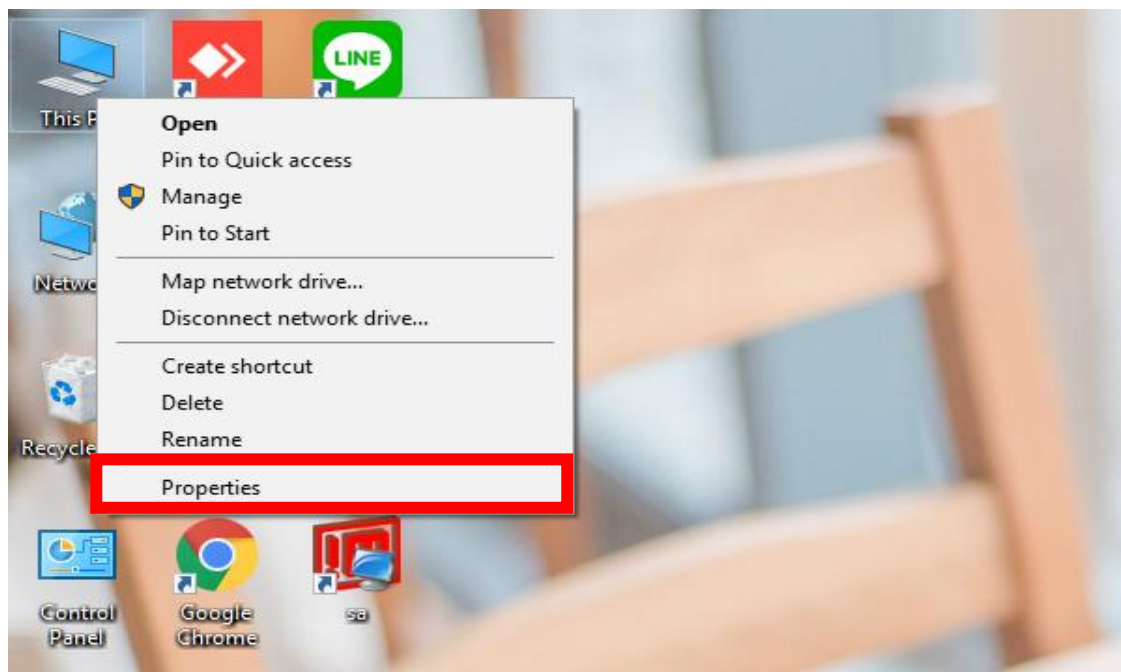 LINE
This P
Open
Pin to Quick access
Manage
Pin to Start
Netwo
Map network drive...
Disconnect network drive...
Create shortcut
Delete
Rename
Recycle
Properties
Control
Panel
Google
Chrome
sa